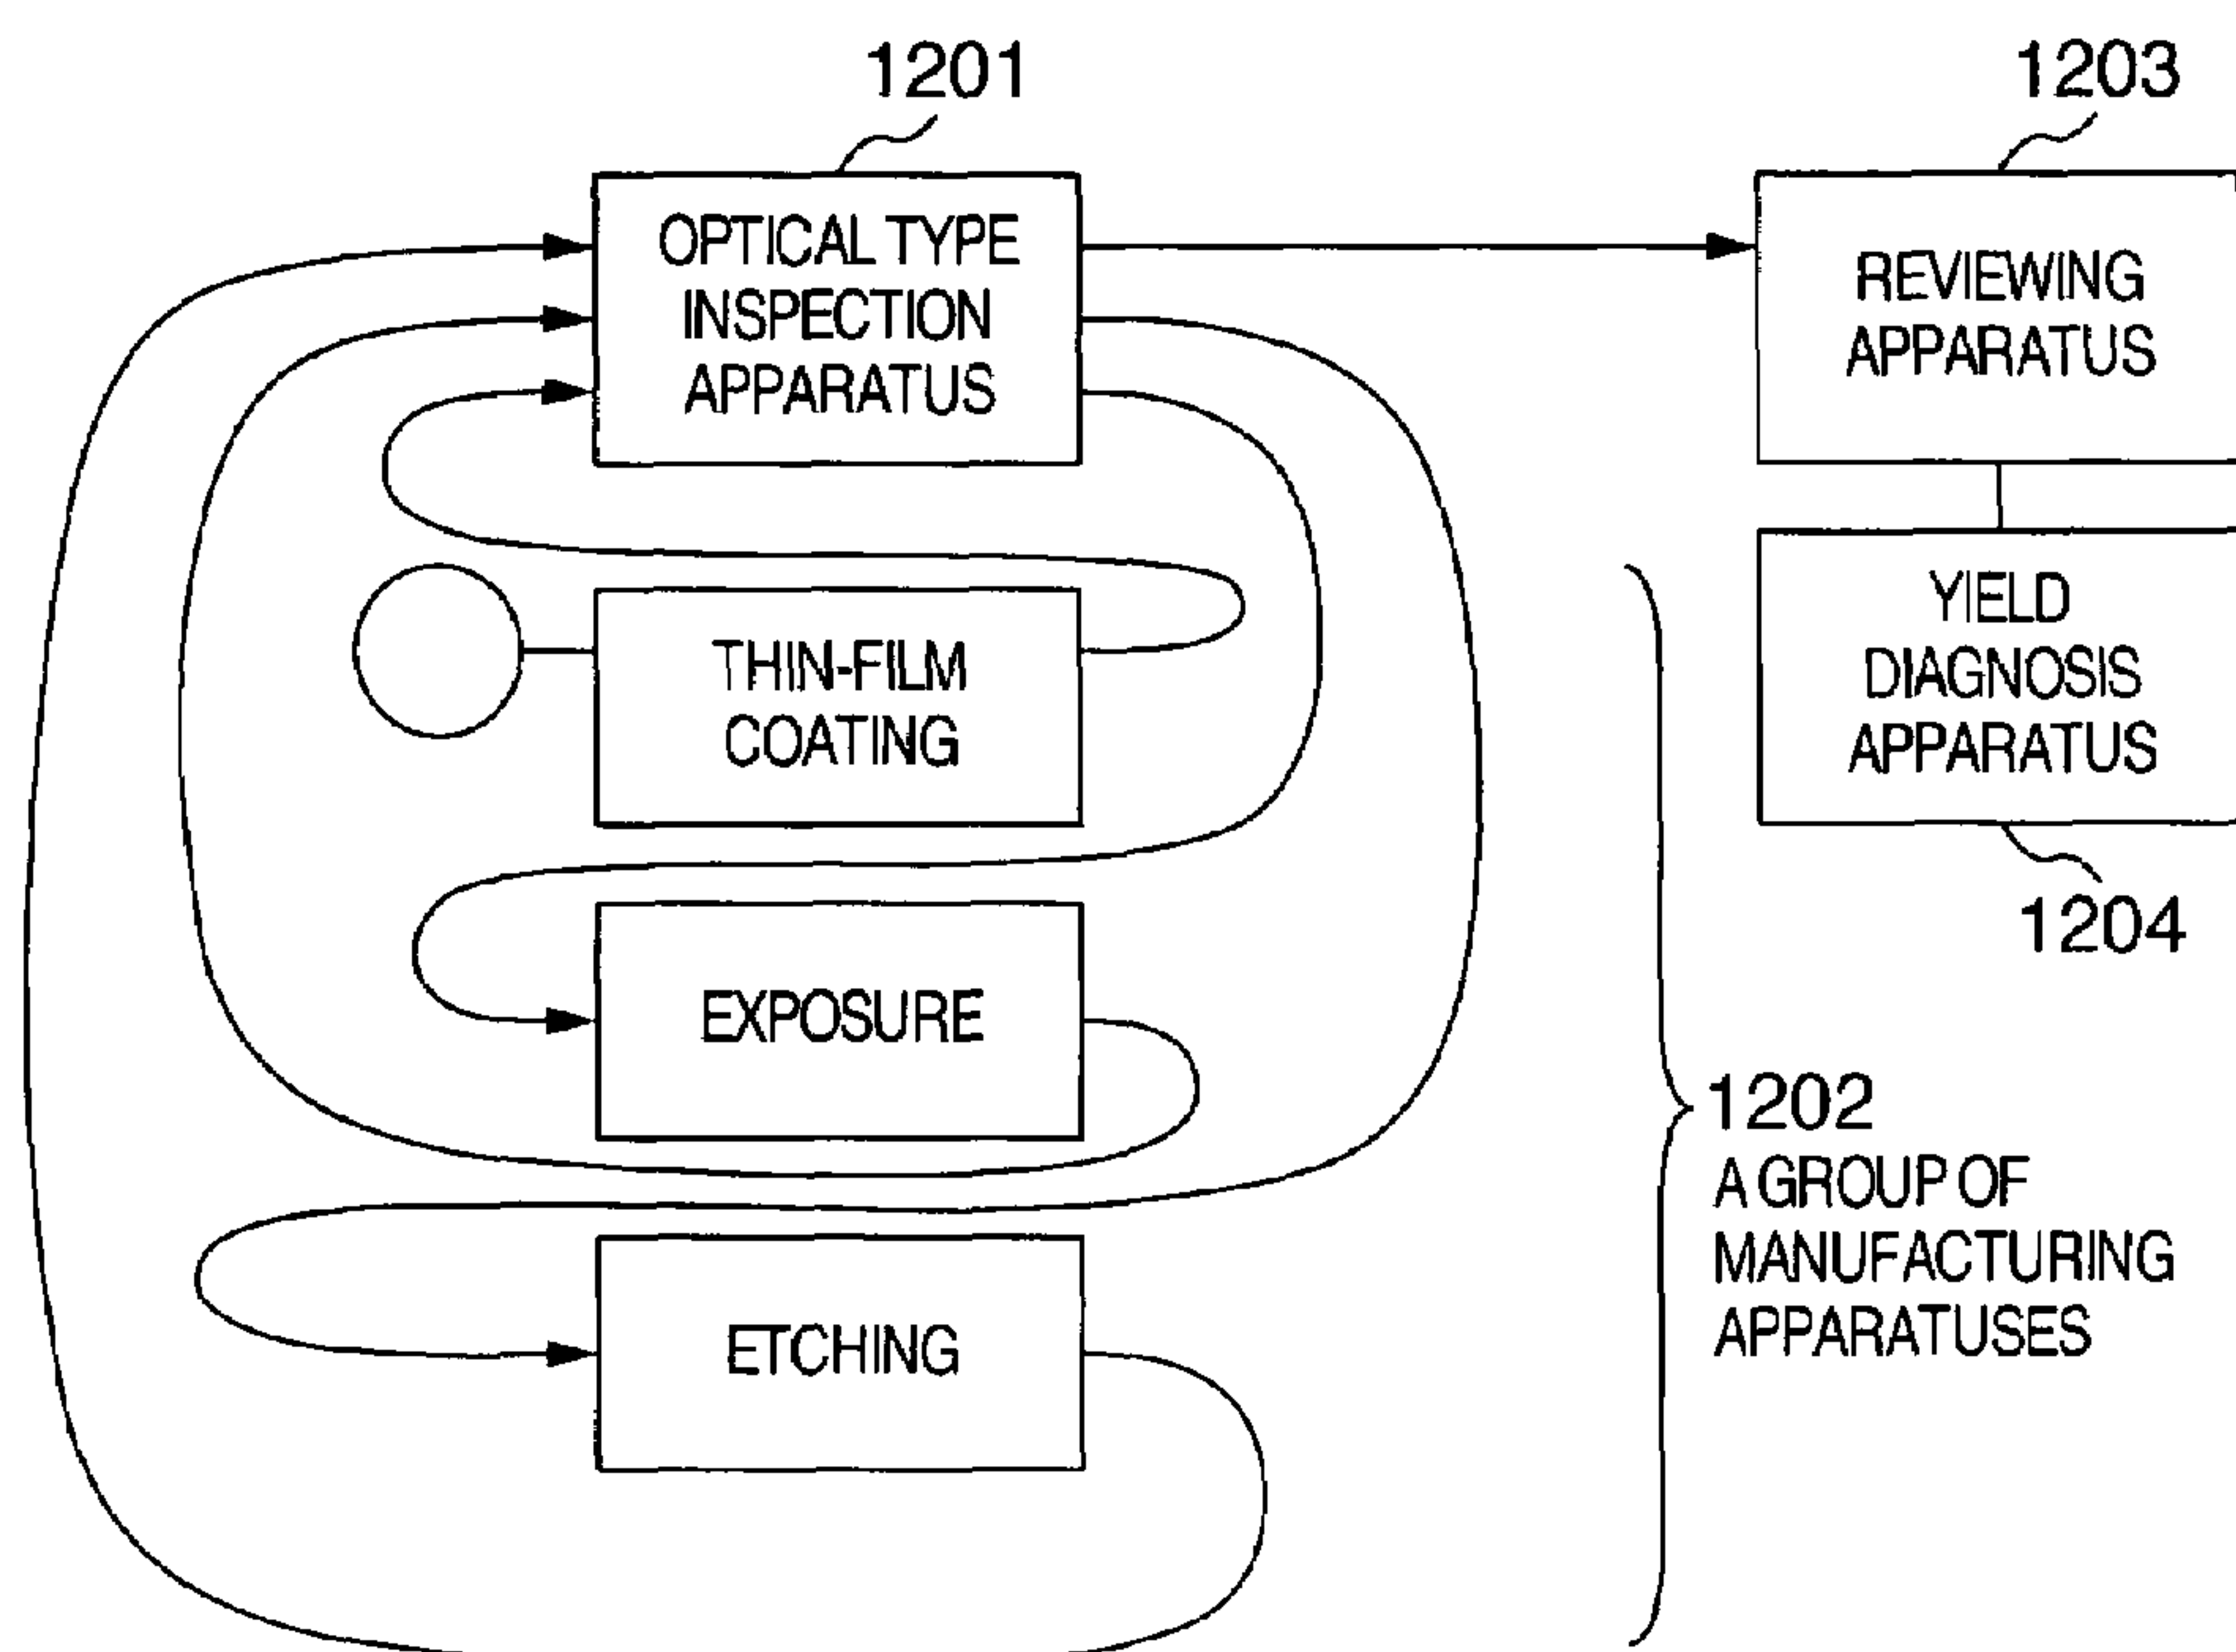 1201
1203
OPTICAL TYPE
INSPECTION
APPARATUS
REVIEWING
APPARATUS
THIN-FILM
COATING
YIELD
DIAGNOSIS
APPARATUS
1204
EXPOSURE
1202
A GROUP OF
MANUFACTURING
APPARATUSES
ETCHING